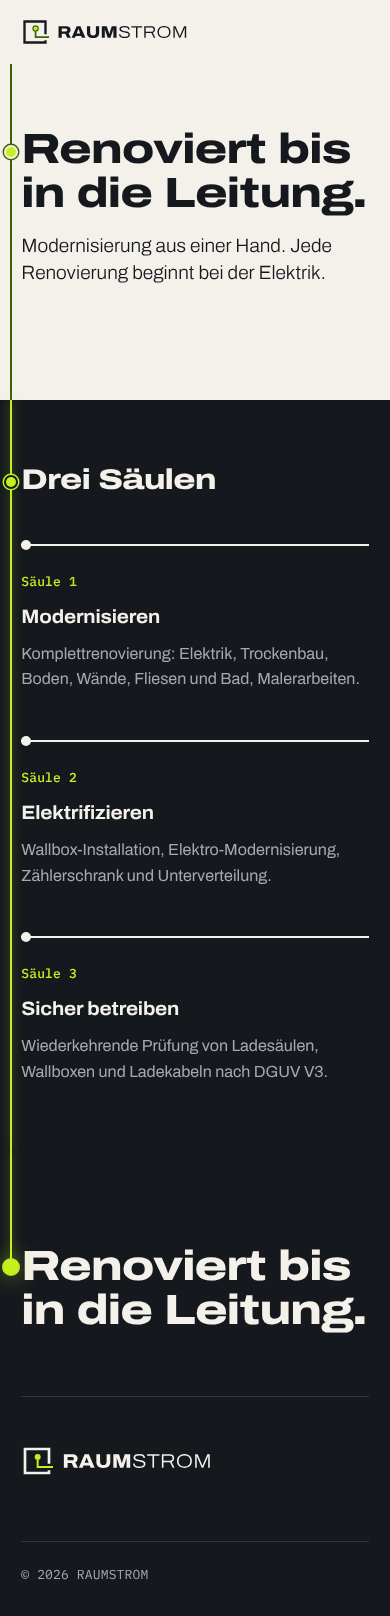 RAUMSTROM
Renoviert bis
in die Leitung.
Modernisierung aus einer Hand. Jede
Renovierung beginnt bei der Elektrik.
Drei Säulen
Säule 1
Modernisieren
Komplettrenovierung: Elektrik, Trockenbau,
Boden, Wände, Fliesen und Bad, Malerarbeiten.
Säule 2
Elektrifizieren
Wallbox-Installation, Elektro-Modernisierung,
Zählerschrank und Unterverteilung.
Säule 3
Sicher betreiben
Wiederkehrende Prüfung von Ladesäulen,
Wallboxen und Ladekabeln nach DGUV V3.
Renoviert bis
in die Leitung.
RAUMSTROM
© 2026 RAUMSTROM